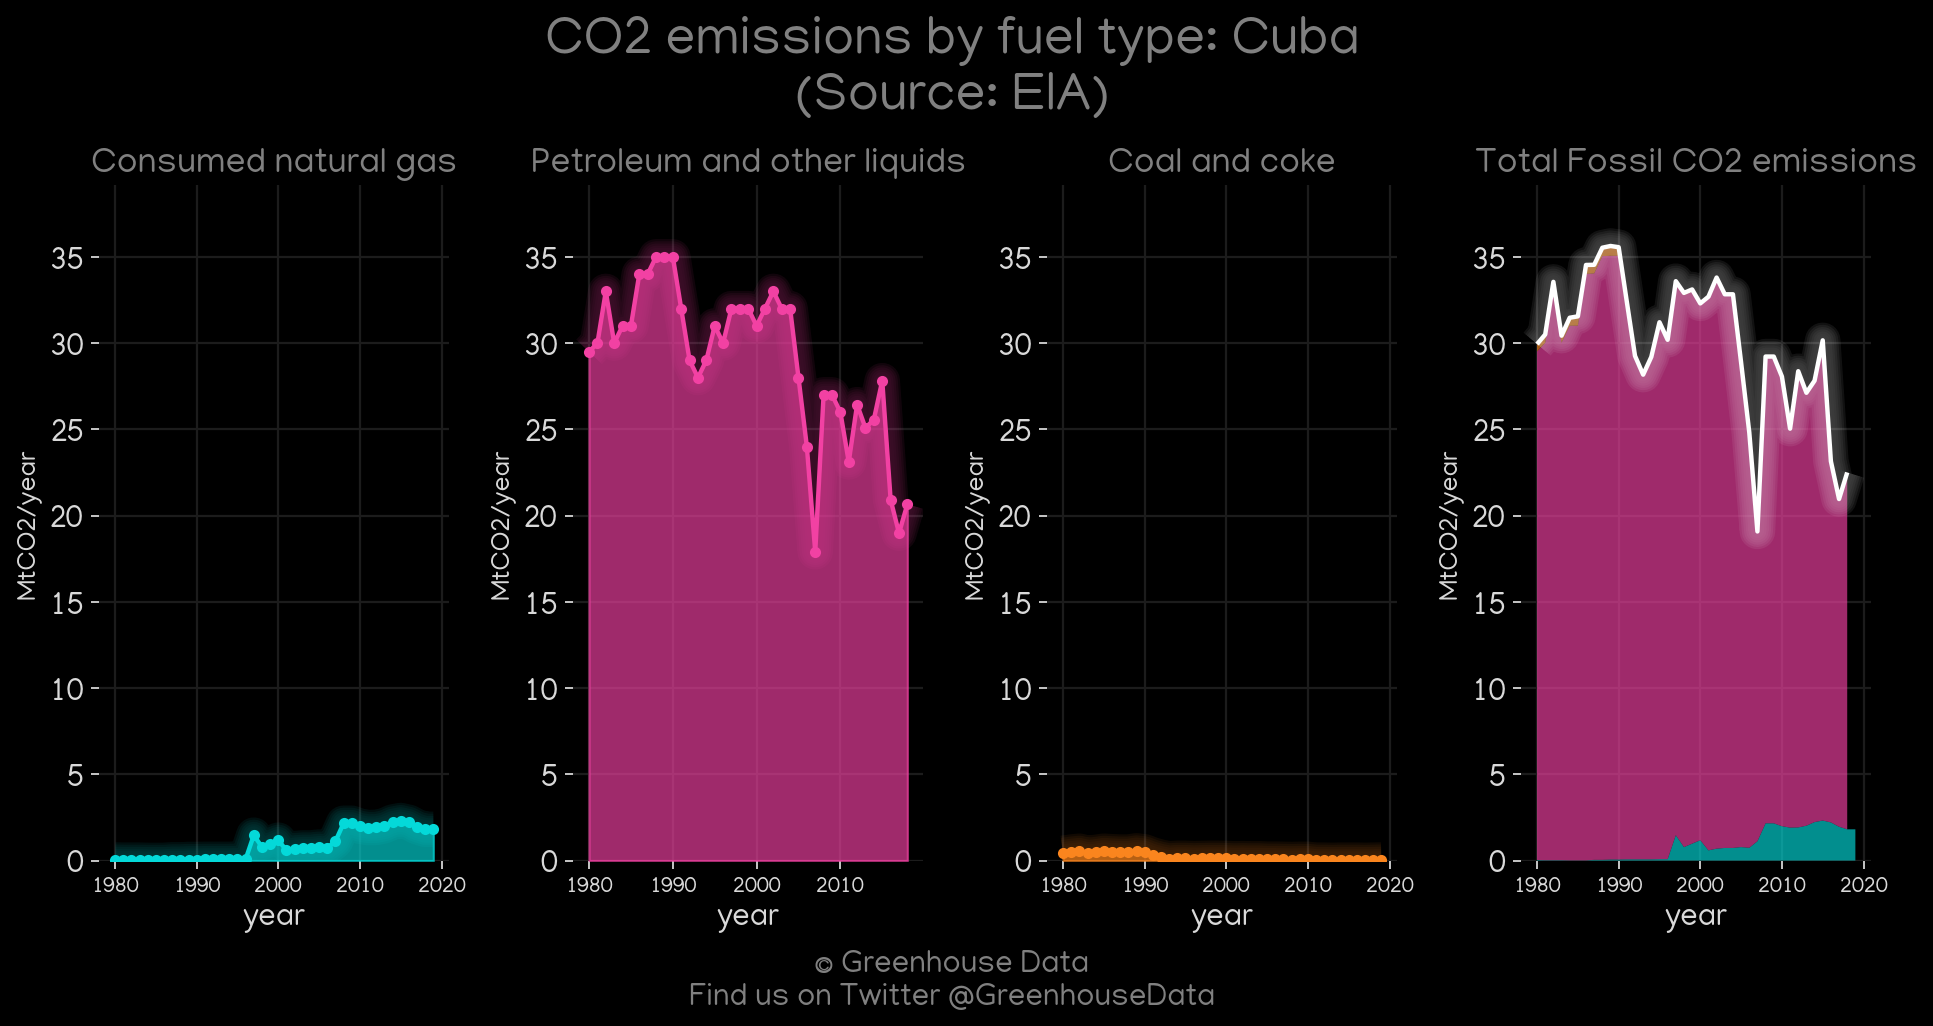 CO2 emissions by fuel type: Cuba
(Source: EIA)
Consumed natural gas
MtCO2/year
35
30
25
20
15
10
5
0
1980 1990 2000 2010 2020
year
Petroleum and other liquids
MtCO2/year
35
30
25
20
15
10
5
0
1980 1990 2000 2010
year
Coal and coke
MtCO2/year
35
30
25
20
15
10
5
0
1980 1990 2000 2010 2020
year
Total Fossil CO2 emissions
MtCO2/year
35
30
25
20
15
10
5
0
1980 1990 2000 2010 2020
year
© Greenhouse Data
Find us on Twitter @GreenhouseData